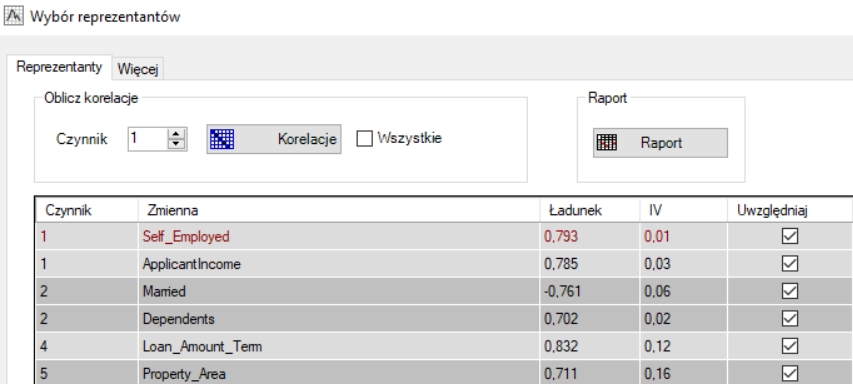 Wybór reprezentantów
Reprezentanty Więcej
Oblicz korelacje Raport
Czynnik 1 Korelacje Wszystkie Raport
Czynnik Zmienna Ładunek IV Uwzględniaj
1 Self_Employed 0,793 0,01
1 ApplicantIncome 0,785 0,03
2 Married -0,761 0,06
2 Dependents 0,702 0,02
4 Loan_Amount_Term 0,832 0,12
5 Property_Area 0,711 0,16